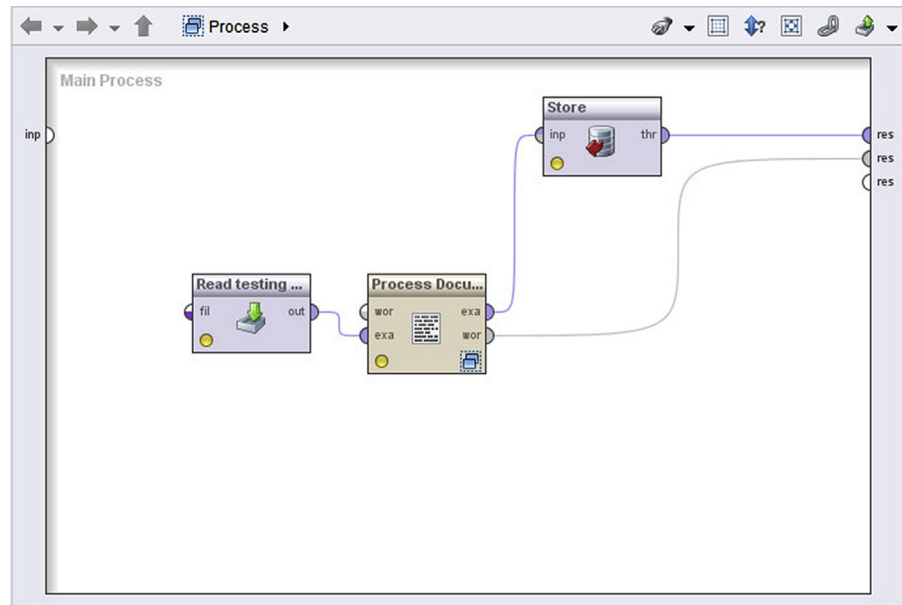 Process
Main Process
Store
inp
inp
thr
res
res
res
Read testing ...
Process Docu...
fil
out
wor
exa
exa
wor
?